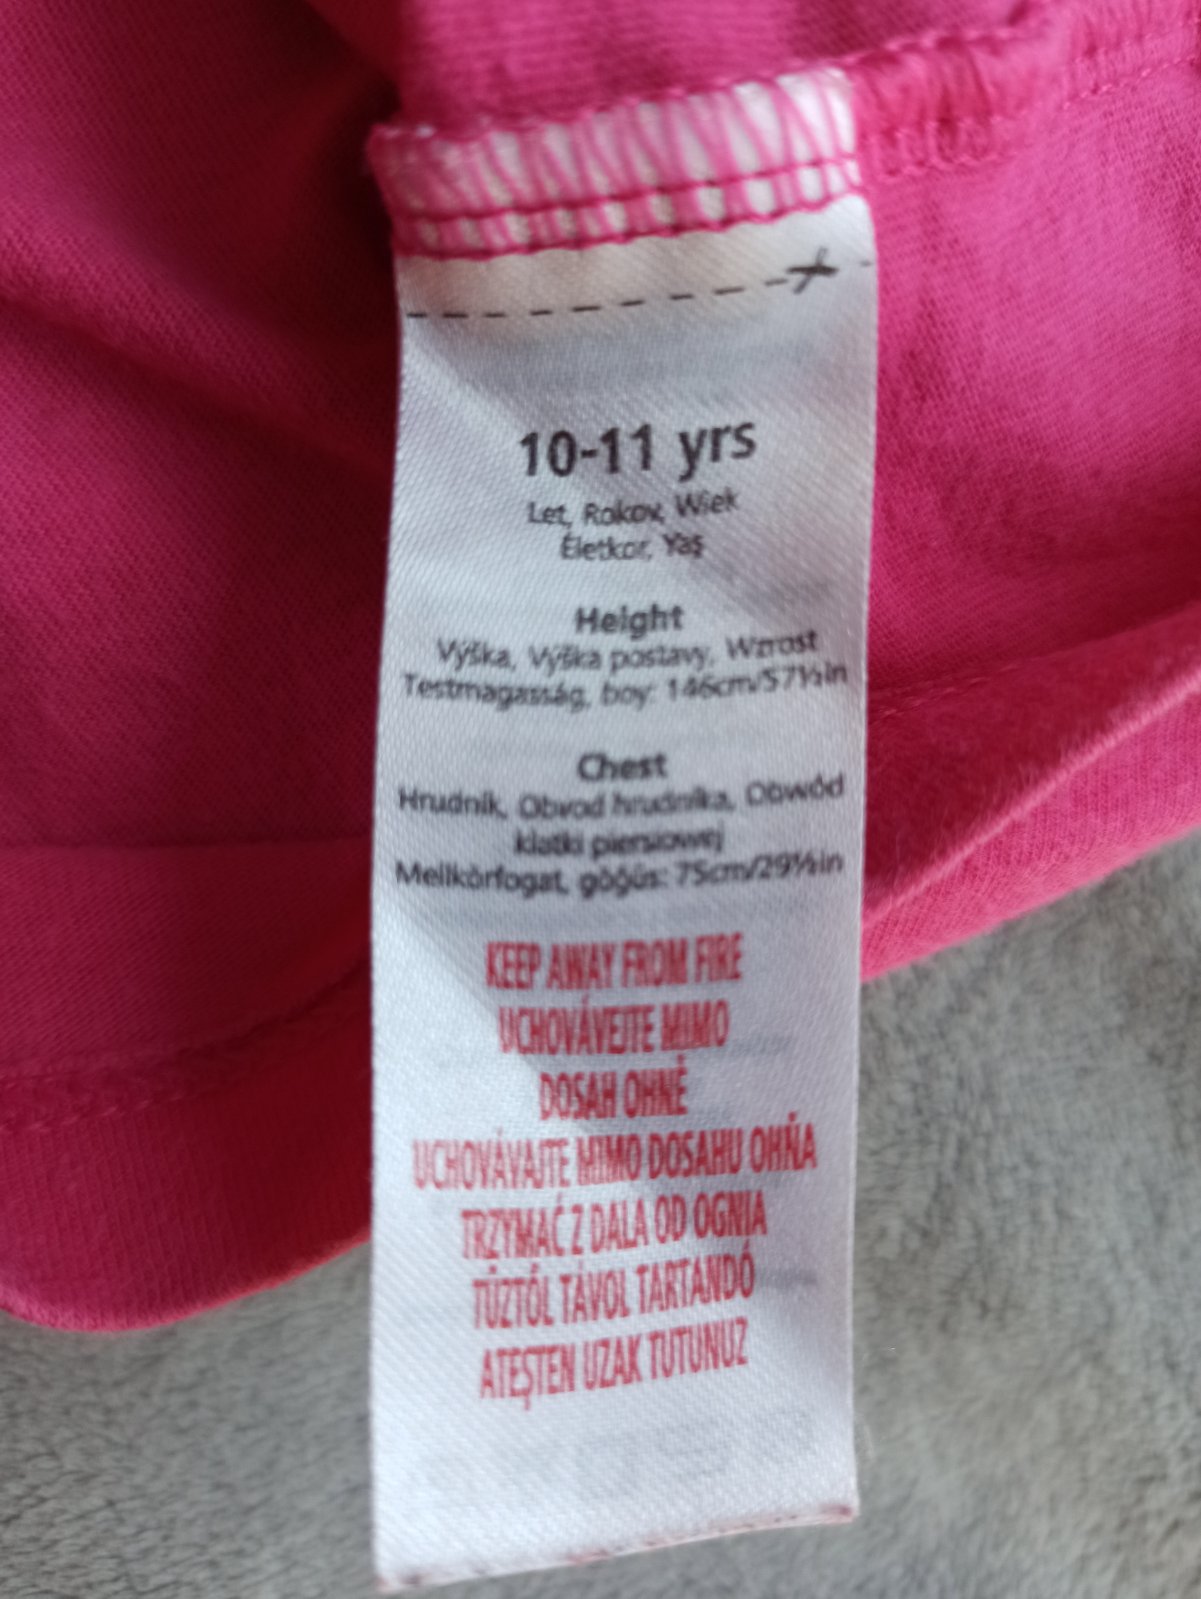 10-11 yrs
Let, Rokov, Wiek
Életkor, Yaş
Height
Výška, Výška postavy, Wzrost
Testmagasság, boy: 146cm/57½in
Chest
Hrudník, Obvod hrudníka, Obwód
klatki piersiowej
Mellkörfogat, göğüs: 75cm/29½in
KEEP AWAY FROM FIRE
UCHOVÁVEJTE MIMO
DOSAH OHNĚ
UCHOVÁVAJTE MIMO DOSAHU OHŇA
TRZYMAĆ Z DALA OD OGNIA
TŰZTŐL TÁVOL TARTANDÓ
ATEŞTEN UZAK TUTUNUZ